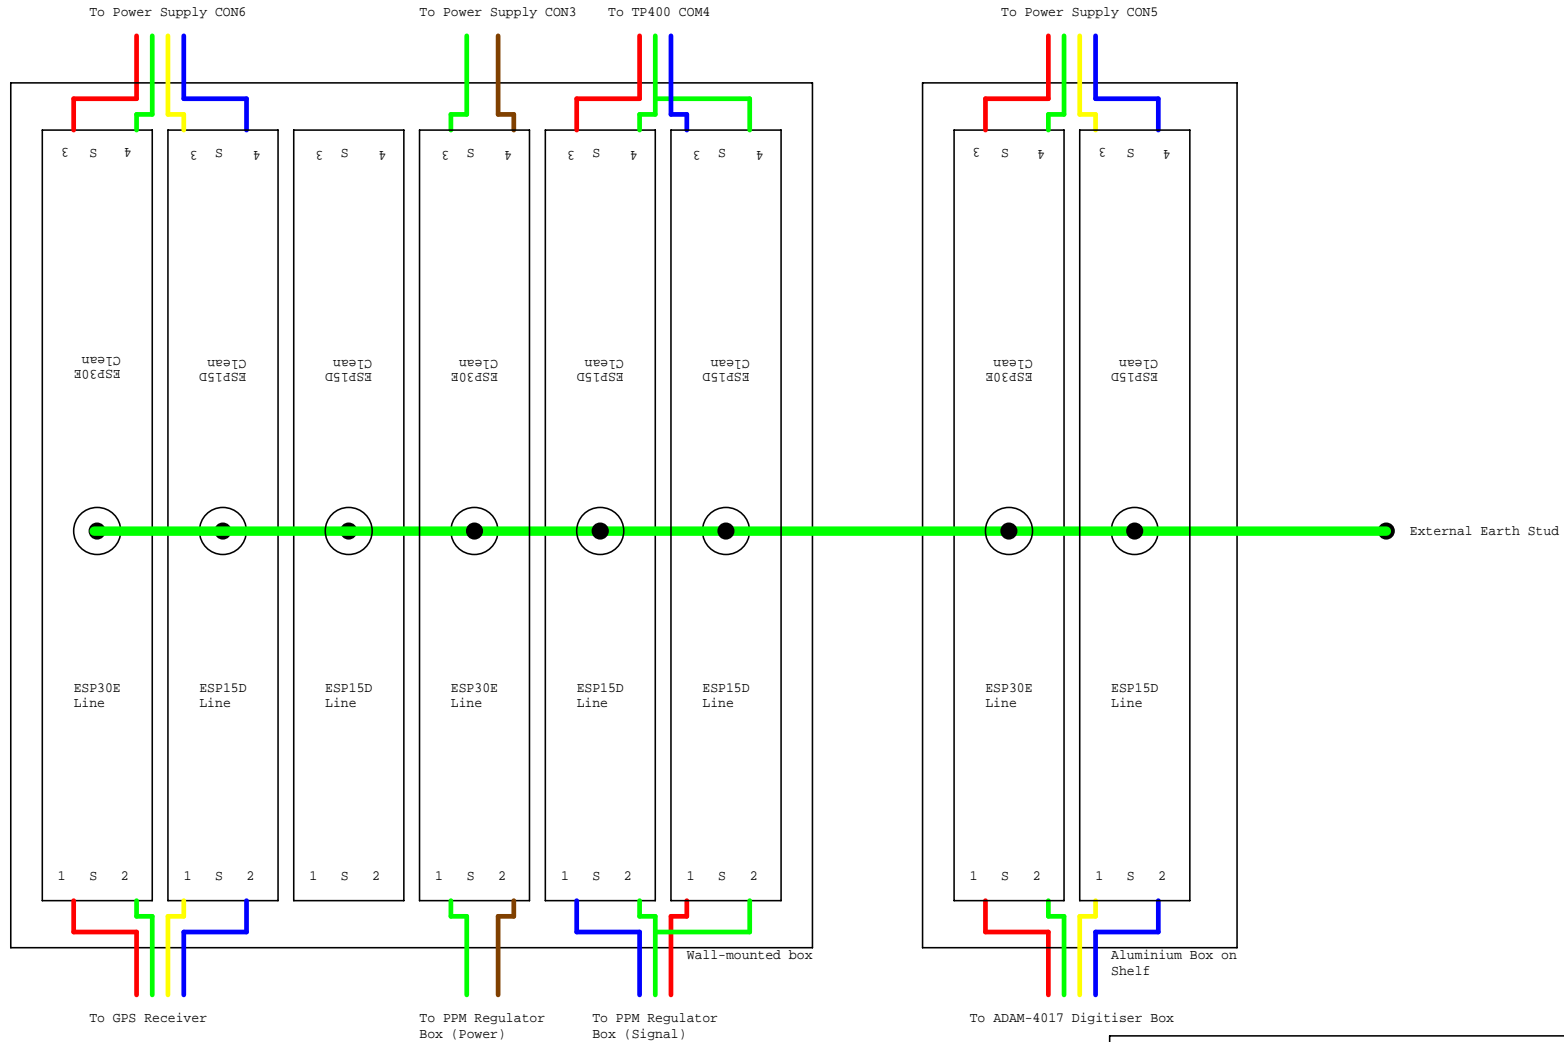 To Power Supply CON6
To Power Supply CON3
To TP400 COM4
To Power Supply CON5
3 S 4
3 S 4
3 S 4
3 S 4
3 S 4
3 S 4
3 S 4
3 S 4
ESP30E
Clean
ESP15D
Clean
ESP15D
Clean
ESP30E
Clean
ESP15D
Clean
ESP15D
Clean
ESP30E
Clean
ESP15D
Clean
External Earth Stud
ESP30E
Line
ESP15D
Line
ESP15D
Line
ESP30E
Line
ESP15D
Line
ESP15D
Line
ESP30E
Line
ESP15D
Line
1 S 2
1 S 2
1 S 2
1 S 2
1 S 2
1 S 2
1 S 2
1 S 2
Wall-mounted box
Aluminium Box on
Shelf
To GPS Receiver
To PPM Regulator
Box (Power)
To PPM Regulator
Box (Signal)
To ADAM-4017 Digitiser Box